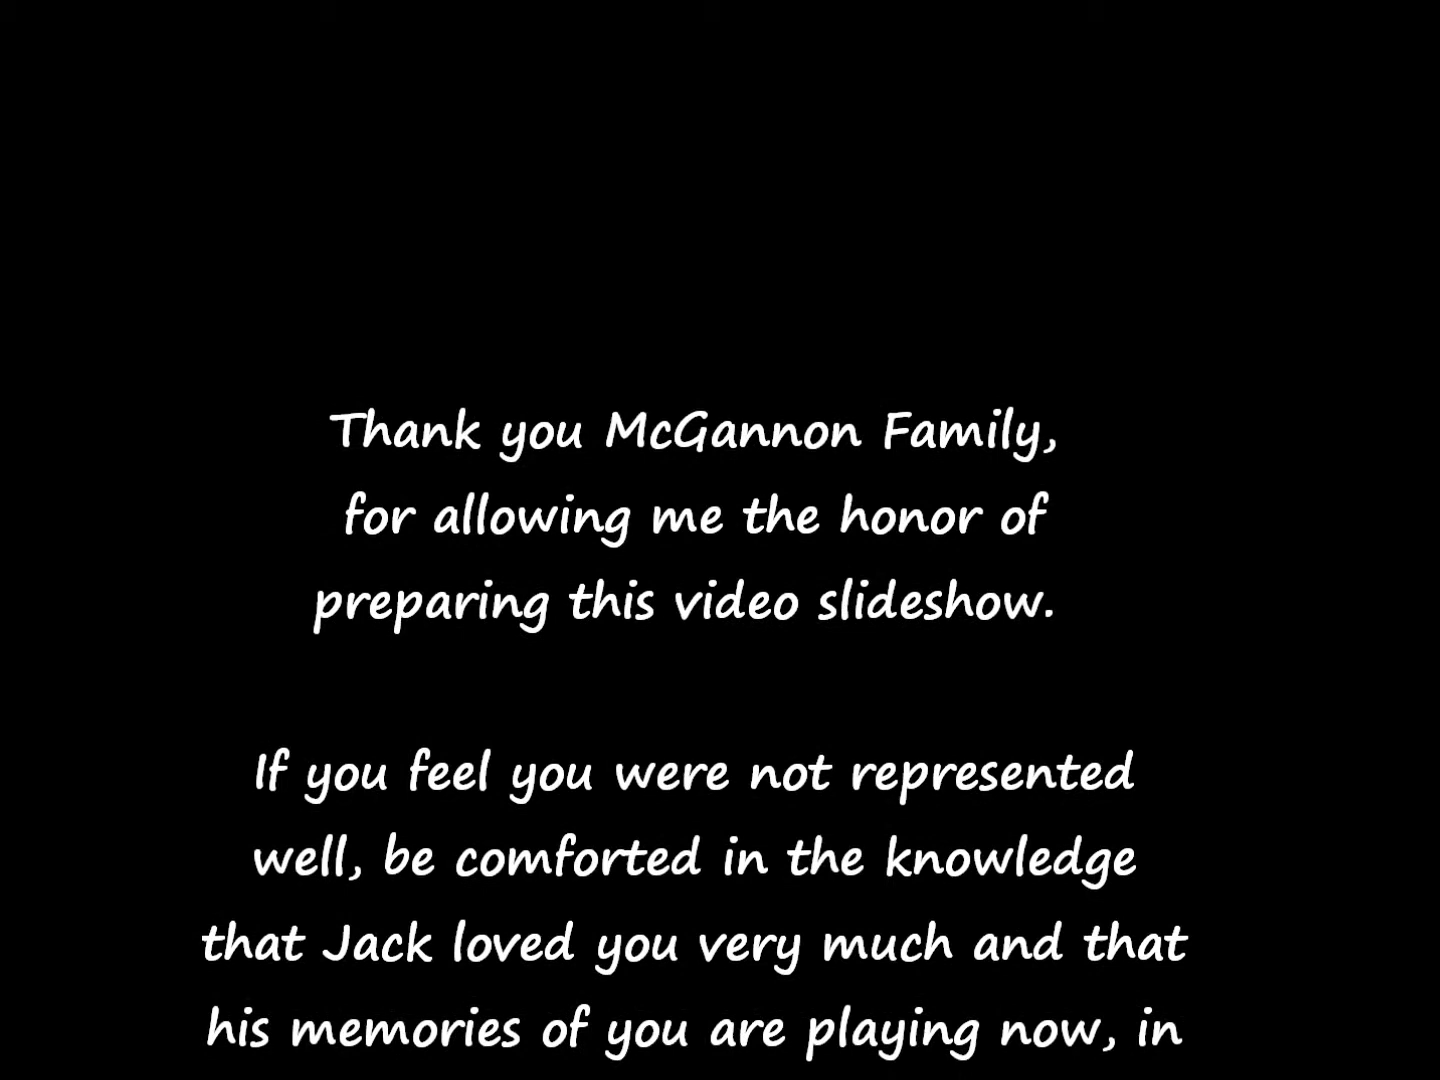 Thank you McGannon Family,
for allowing me the honor of
preparing this video slideshow.
If you feel you were not represented
well, be comforted in the knowledge
that Jack loved you very much and that
his memories of you are playing now, in